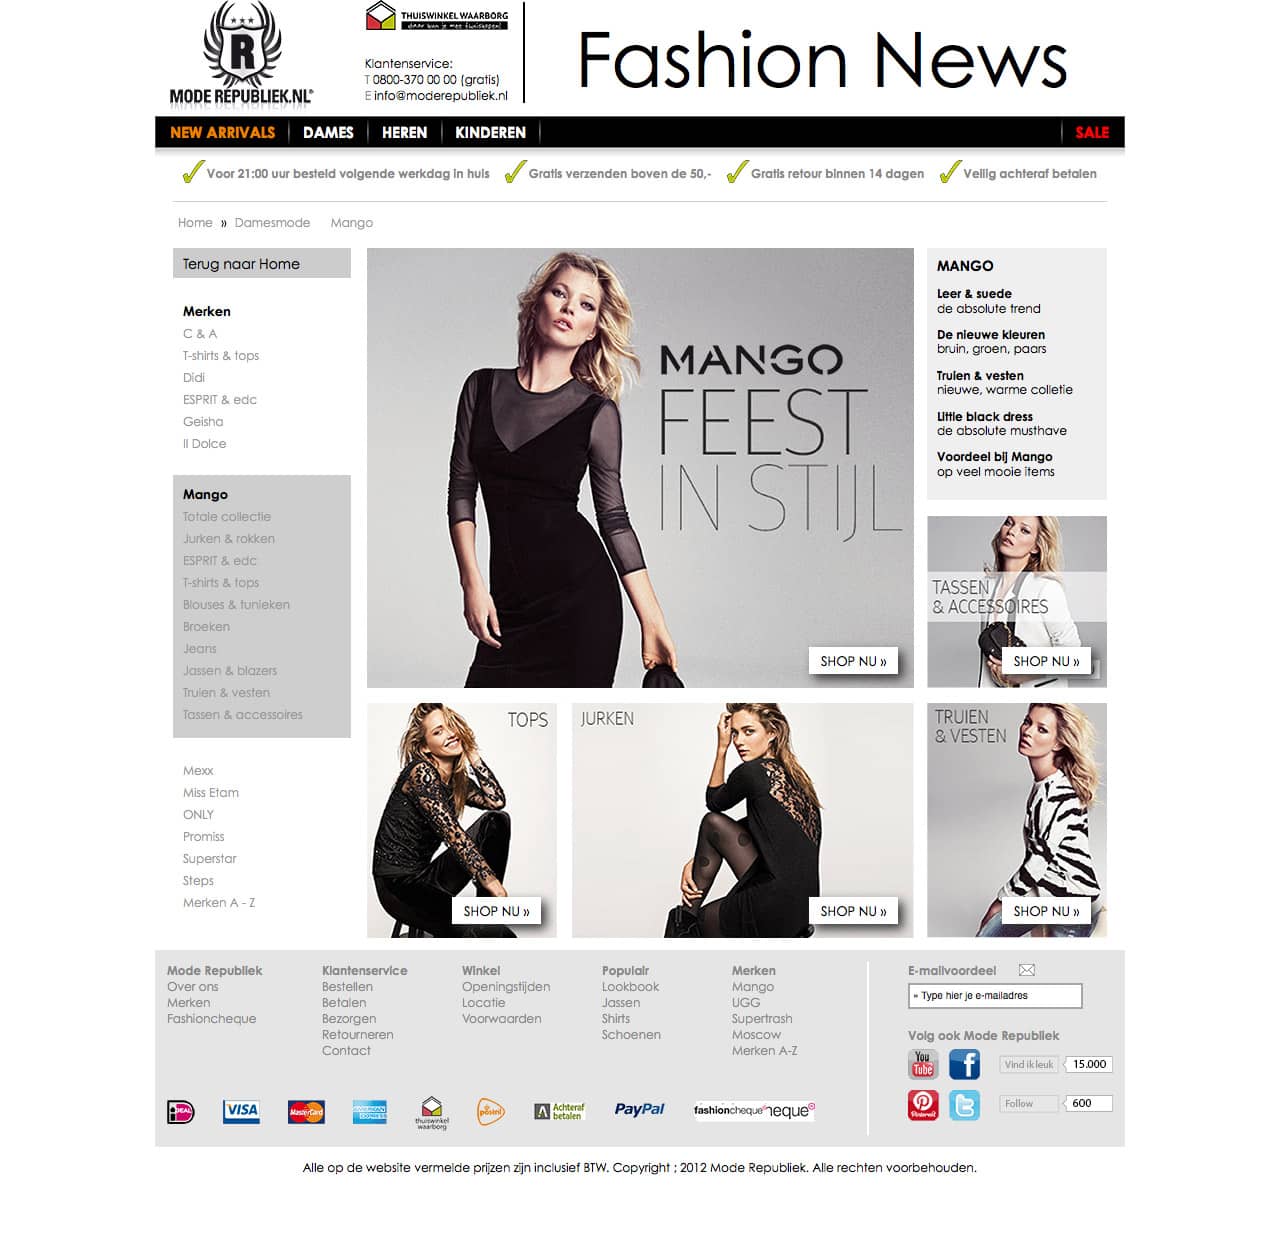 R
MODE REPUBLIEK.NL®
THUISWINKEL WAARBORG
daar kun je mee thuiskomen!
Klantenservice:
T 0800-370 00 00 (gratis)
E info@moderepubliek.nl
Fashion News
NEW ARRIVALS DAMES HEREN KINDEREN SALE
Voor 21:00 uur besteld volgende werkdag in huis Gratis verzenden boven de 50,- Gratis retour binnen 14 dagen Veilig achteraf betalen
Home » Damesmode Mango
Terug naar Home
Merken
C & A
T-shirts & tops
Didi
ESPRIT & edc
Geisha
Il Dolce
Mango
Totale collectie
Jurken & rokken
ESPRIT & edc
T-shirts & tops
Blouses & tunieken
Broeken
Jeans
Jassen & blazers
Truien & vesten
Tassen & accessoires
Mexx
Miss Etam
ONLY
Promiss
Superstar
Steps
Merken A - Z
MANGO
FEEST
IN STIJL
SHOP NU »
MANGO
Leer & suede
de absolute trend
De nieuwe kleuren
bruin, groen, paars
Truien & vesten
nieuwe, warme colletie
Little black dress
de absolute musthave
Voordeel bij Mango
op veel mooie items
TASSEN
& ACCESSOIRES
SHOP NU »
TOPS
SHOP NU »
JURKEN
SHOP NU »
TRUIEN
& VESTEN
SHOP NU »
Mode Republiek
Over ons
Merken
Fashioncheque
Klantenservice
Bestellen
Betalen
Bezorgen
Retourneren
Contact
Winkel
Openingstijden
Locatie
Voorwaarden
Populair
Lookbook
Jassen
Shirts
Schoenen
Merken
Mango
UGG
Supertrash
Moscow
Merken A-Z
E-mailvoordeel
» Type hier je e-mailadres
Volg ook Mode Republiek
You Tube f Vind ik leuk 15.000
Pinterest t Follow 600
iDEAL VISA MasterCard AMERICAN EXPRESS thuiswinkel waarborg Achteraf betalen PayPal fashioncheque heque
Alle op de website vermelde prijzen zijn inclusief BTW. Copyright ; 2012 Mode Republiek. Alle rechten voorbehouden.